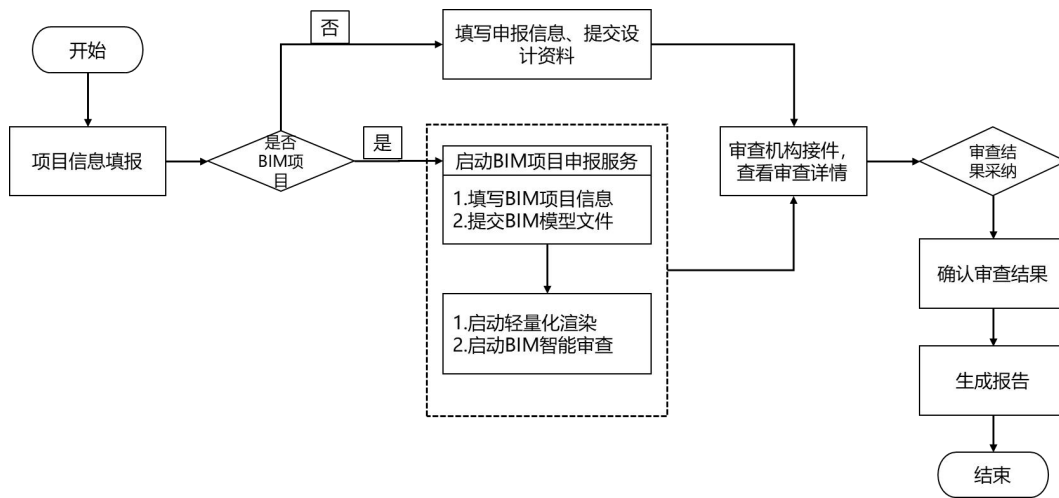 开始
项目信息填报
是否
BIM项
目
否
填写申报信息、提交设
计资料
是
启动BIM项目申报服务
1.填写BIM项目信息
2.提交BIM模型文件
1.启动轻量化渲染
2.启动BIM智能审查
审查机构接件，
查看审查详情
审查结
果采纳
确认审查结果
生成报告
结束